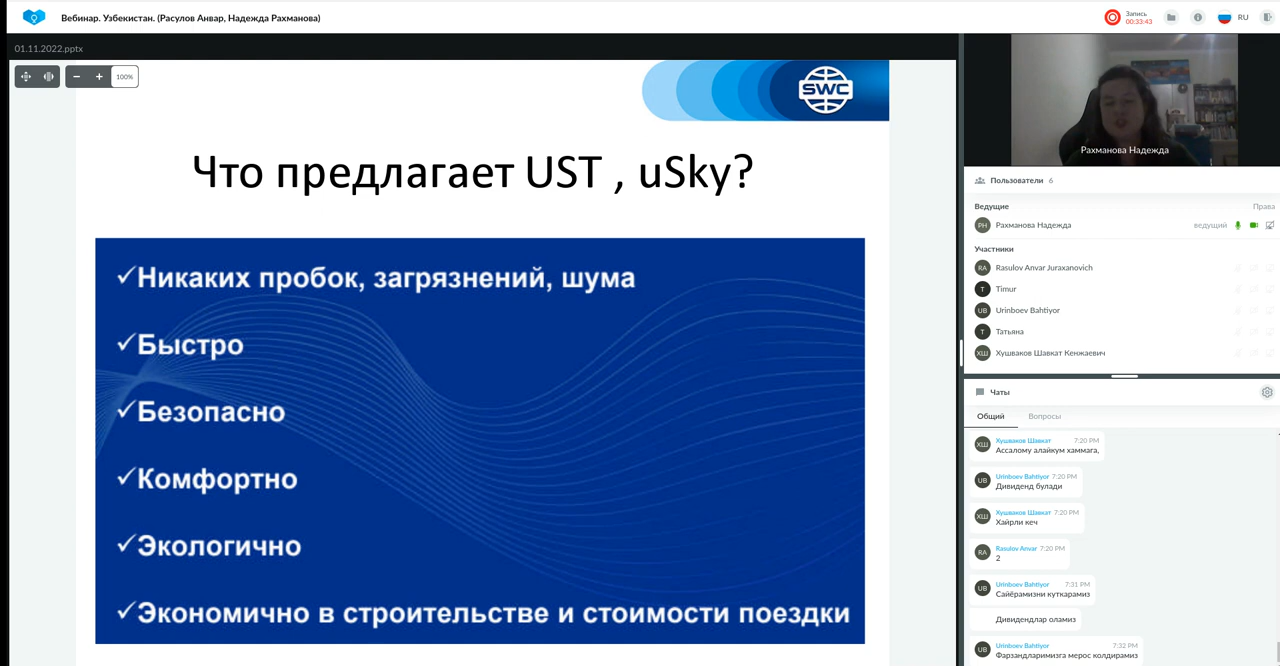 Вебинар. Узбекистан. (Расулов Анвар, Надежда Рахманова)
Запись
00:33:43
RU
01.11.2022.pptx
100%
SWC
Что предлагает UST , uSky?
✓Никаких пробок, загрязнений, шума
✓Быстро
✓Безопасно
✓Комфортно
✓Экологично
✓Экономично в строительстве и стоимости поездки
Рахманова Надежда
Пользователи 6
Ведущие Права
РН Рахманова Надежда ведущий
Участники
RA Rasulov Anvar Juraxanovich
T Timur
UB Urinboev Bahtiyor
Т Татьяна
ХШ Хушваков Шавкат Кенжаевич
Чаты
Общий Вопросы
ХШ Хушваков Шавкат 7:20 PM
Ассалому алайкум хаммага,
UB Urinboev Bahtiyor 7:20 PM
Дивиденд булади
ХШ Хушваков Шавкат 7:20 PM
Хайрли кеч
RA Rasulov Anvar 7:20 PM
2
UB Urinboev Bahtiyor 7:31 PM
Сайёрамизни куткарамиз
Дивидендлар оламиз
UB Urinboev Bahtiyor 7:32 PM
Фарзандларимизга мерос колдирамиз